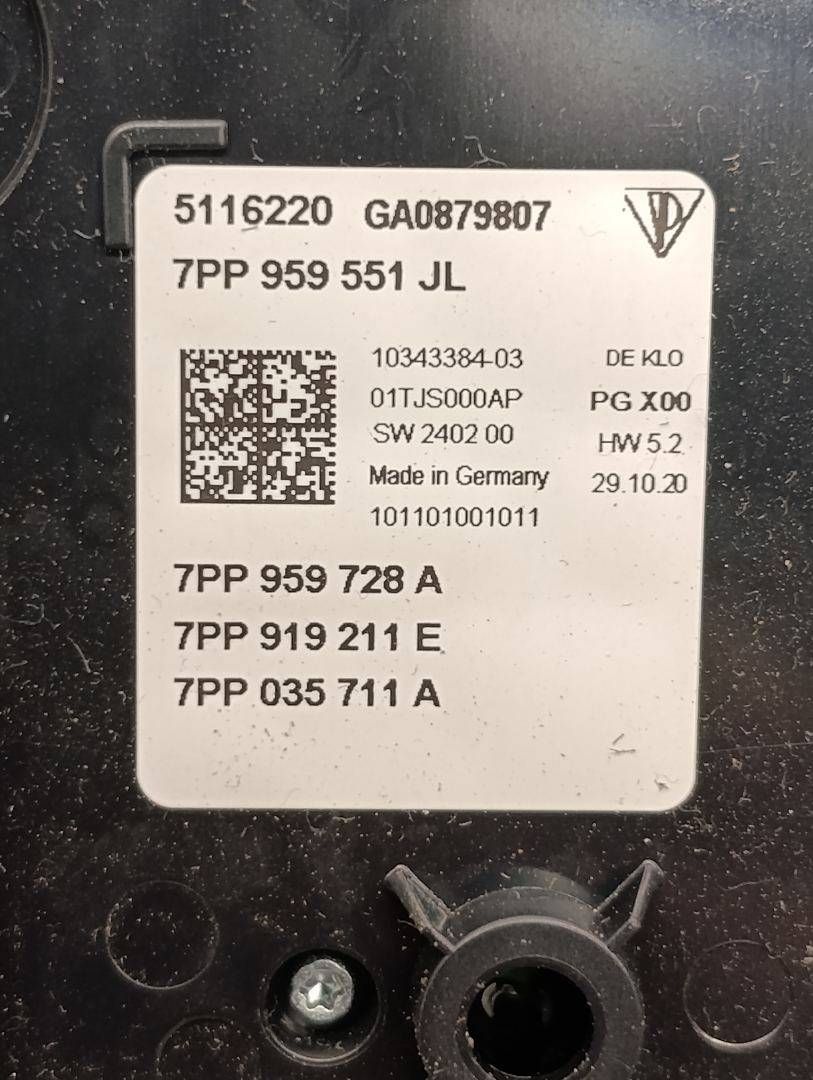 5116220 GA0879807
7PP 959 551 JL
10343384-03 DE KLO
01TJS000AP PG X00
SW 2402 00 HW 5.2
Made in Germany 29.10.20
101101001011
7PP 959 728 A
7PP 919 211 E
7PP 035 711 A